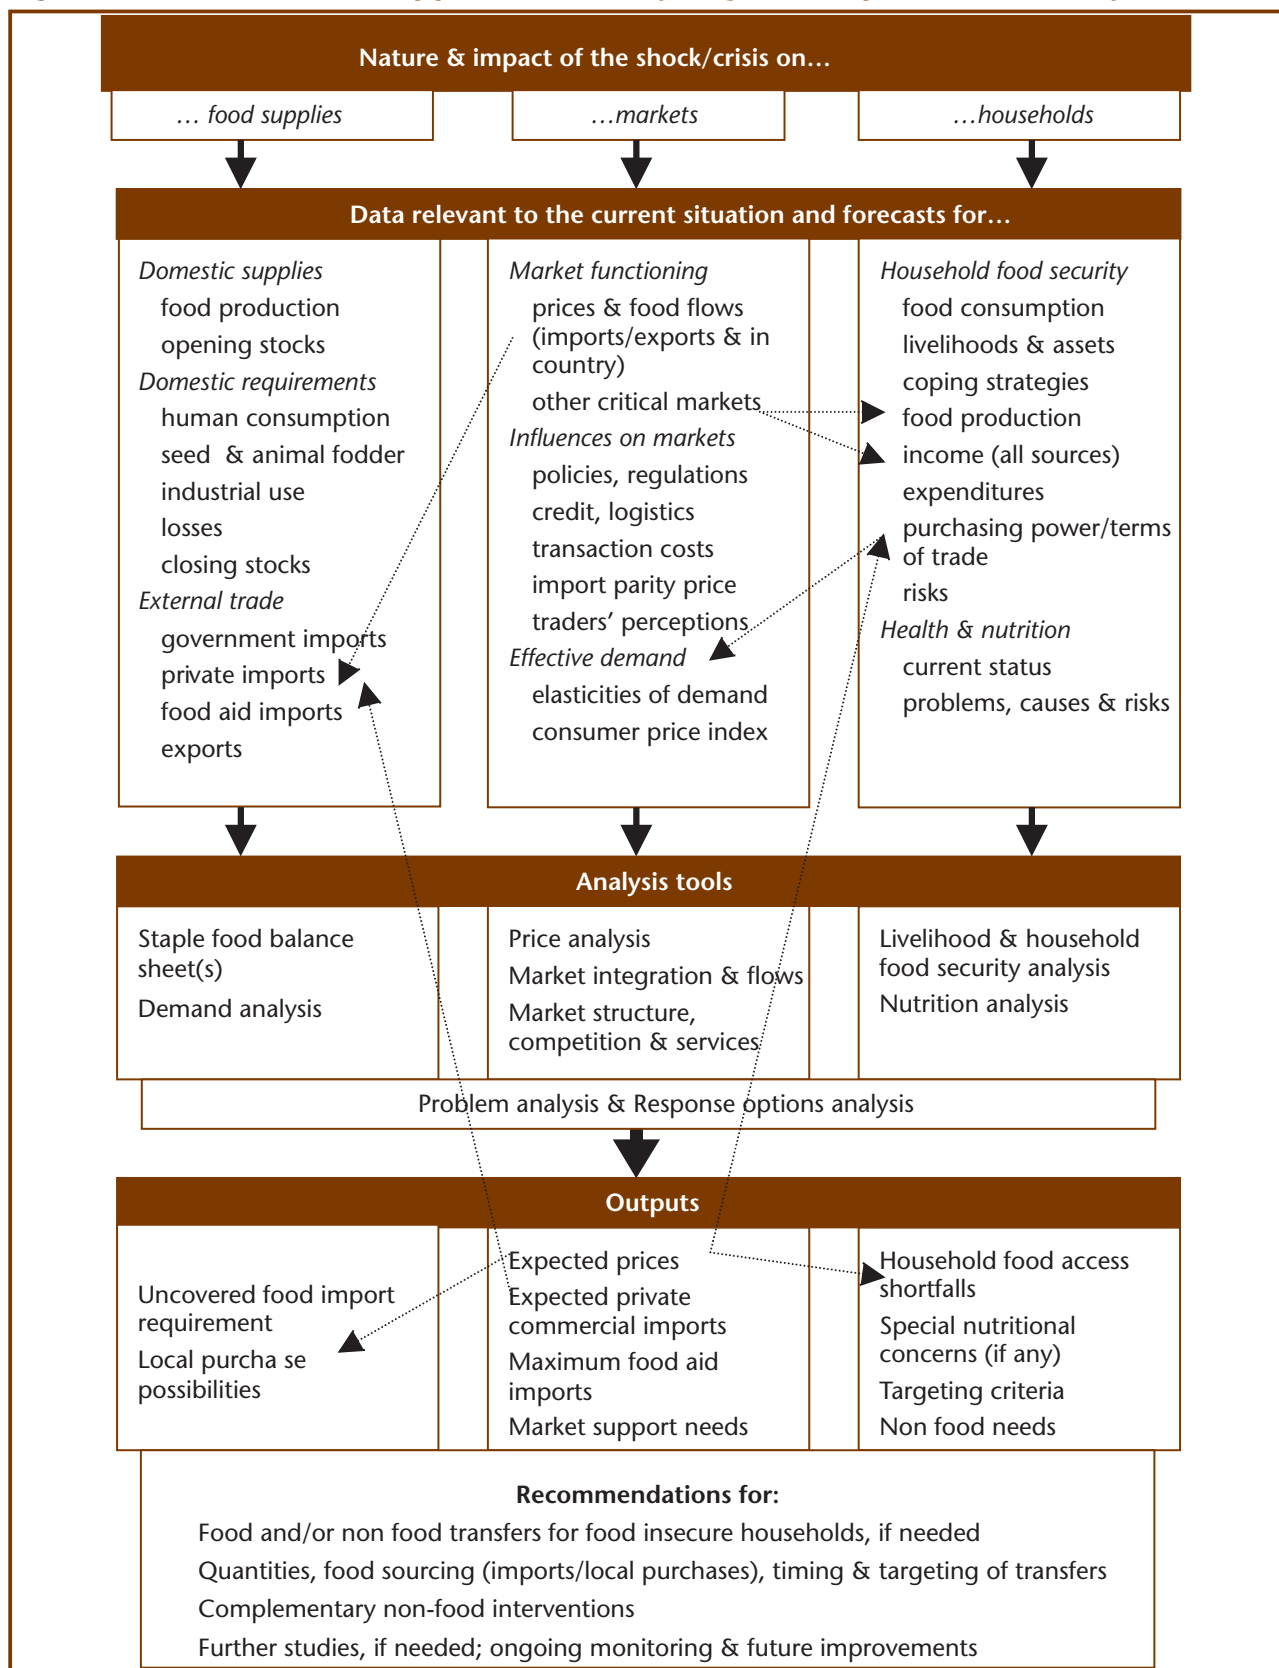 Nature & impact of the shock/crisis on…
… food supplies
…markets
…households
Data relevant to the current situation and forecasts for…
Domestic supplies
food production
opening stocks
Domestic requirements
human consumption
seed & animal fodder
industrial use
losses
closing stocks
External trade
government imports
private imports
food aid imports
exports
Market functioning
prices & food flows
(imports/exports & in
country)
other critical markets
Influences on markets
policies, regulations
credit, logistics
transaction costs
import parity price
traders’ perceptions
Effective demand
elasticities of demand
consumer price index
Household food security
food consumption
livelihoods & assets
coping strategies
food production
income (all sources)
expenditures
purchasing power/terms
of trade
risks
Health & nutrition
current status
problems, causes & risks
Analysis tools
Staple food balance
sheet(s)
Demand analysis
Price analysis
Market integration & flows
Market structure,
competition & services
Livelihood & household
food security analysis
Nutrition analysis
Problem analysis & Response options analysis
Outputs
Uncovered food import
requirement
Local purcha se
possibilities
Expected prices
Expected private
commercial imports
Maximum food aid
imports
Market support needs
Household food access
shortfalls
Special nutritional
concerns (if any)
Targeting criteria
Non food needs
Recommendations for:
Food and/or non food transfers for food insecure households, if needed
Quantities, food sourcing (imports/local purchases), timing & targeting of transfers
Complementary non-food interventions
Further studies, if needed; ongoing monitoring & future improvements